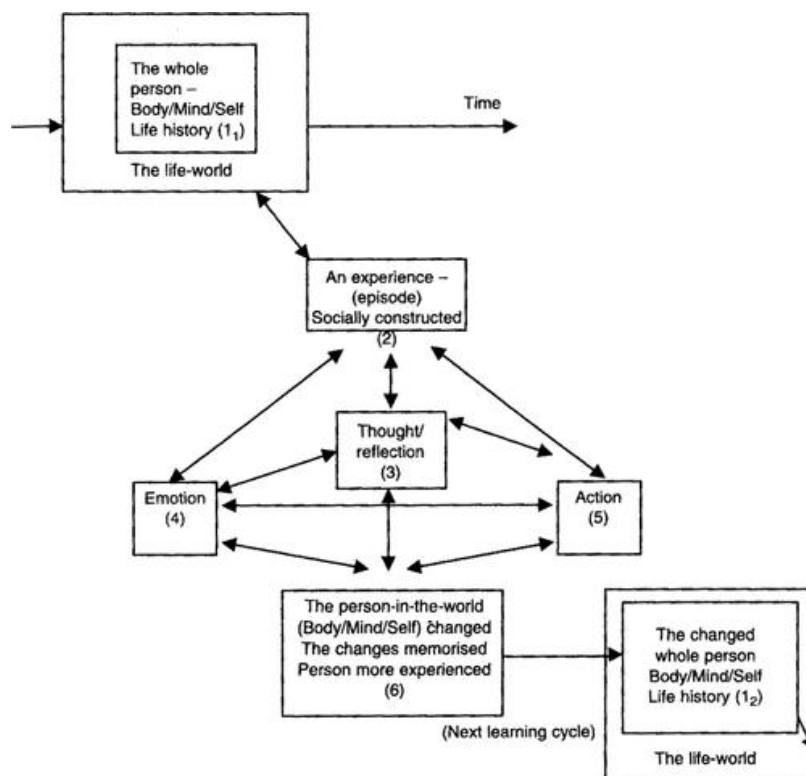 The whole
person –
Body/Mind/Self
Life history (1₁)
The life-world
Time
An experience –
(episode)
Socially constructed
(2)
Thought/
reflection
(3)
Emotion
(4)
Action
(5)
The person-in-the-world
(Body/Mind/Self) changed
The changes memorised
Person more experienced
(6)
The changed
whole person
Body/Mind/Self
Life history (1₂)
(Next learning cycle)
The life-world